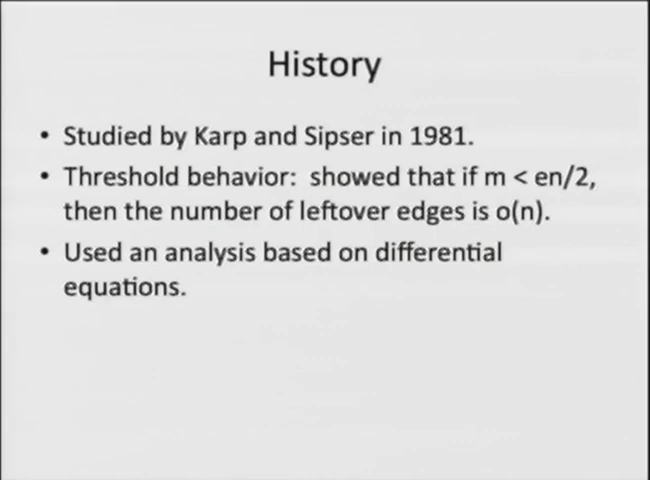 History
• Studied by Karp and Sipser in 1981.
• Threshold behavior:  showed that if m < en/2,
then the number of leftover edges is o(n).
• Used an analysis based on differential
equations.